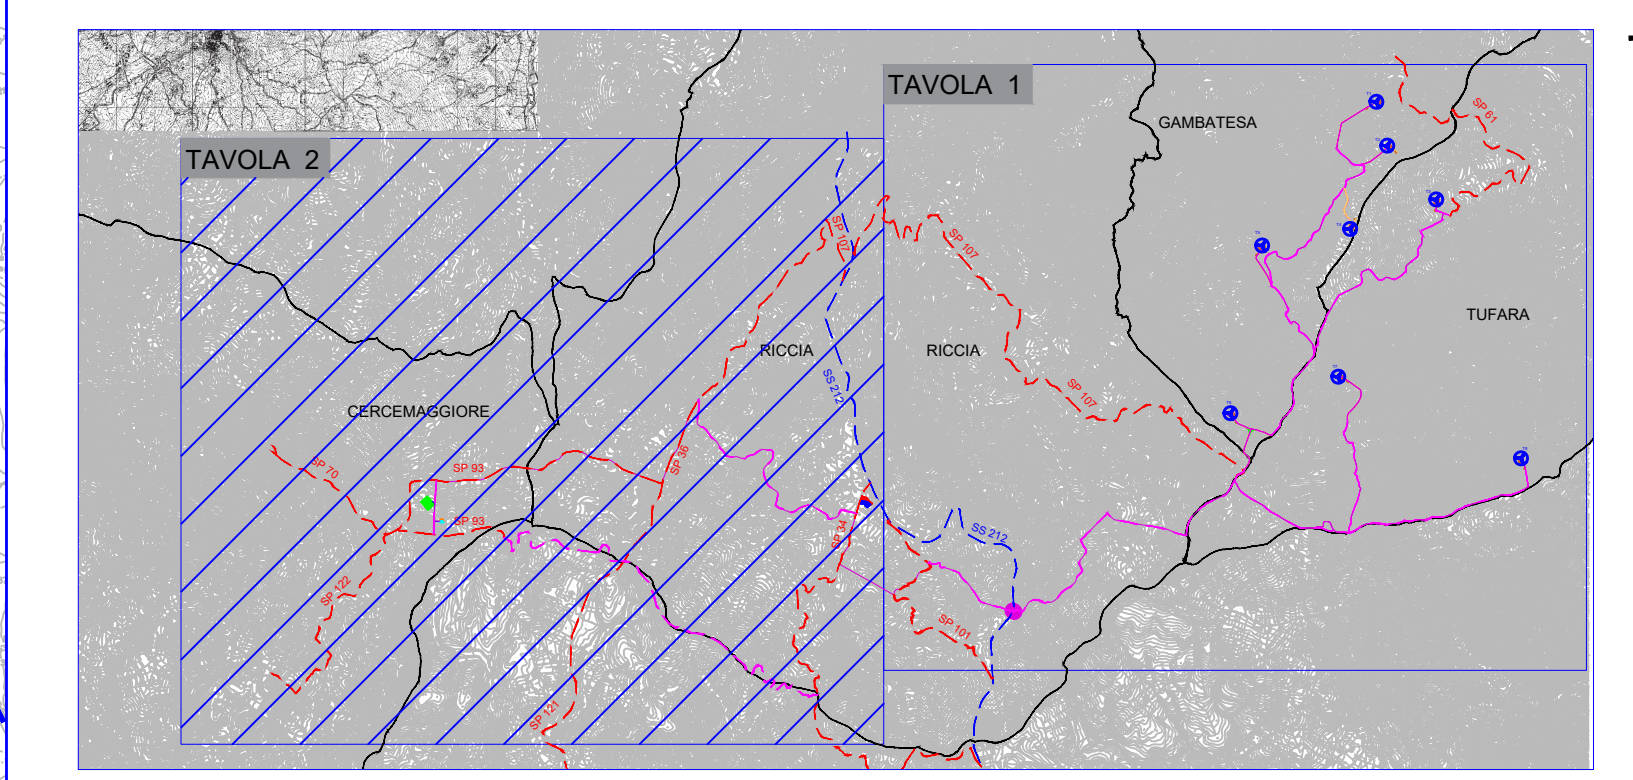 TAVOLA 1
TAVOLA 2
GAMBATESA
SP 61
SP 107
SP 107
TUFARA
RICCIA
RICCIA
SS 212
SP 107
CERCEMAGGIORE
SP 36
SP 70
SP 93
SP 93
SP 34
SS 212
SP 122
SP 101
SP 121